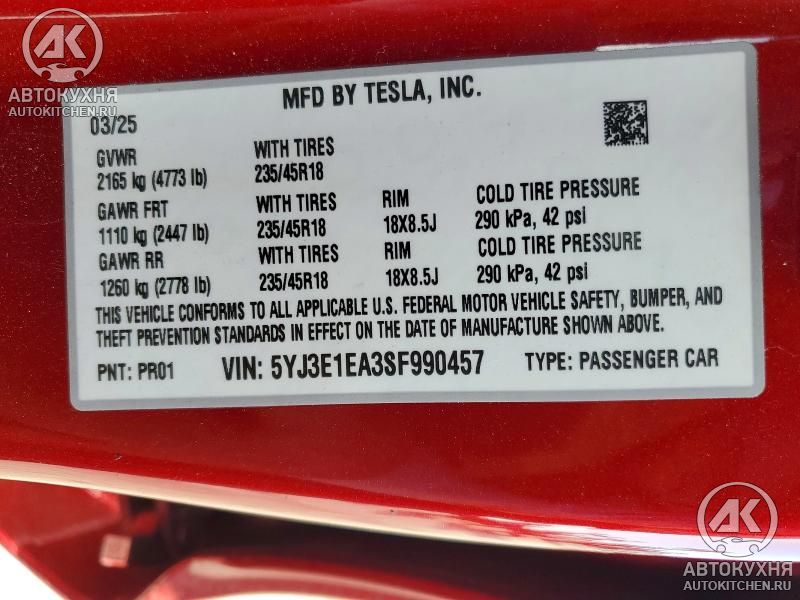 AK
АВТОКУХНЯ
AUTOKITCHEN.RU
MFD BY TESLA, INC.
03/25
GVWR WITH TIRES
2165 kg (4773 lb) 235/45R18
GAWR FRT WITH TIRES RIM COLD TIRE PRESSURE
1110 kg (2447 lb) 235/45R18 18X8.5J 290 kPa, 42 psi
GAWR RR WITH TIRES RIM COLD TIRE PRESSURE
1260 kg (2778 lb) 235/45R18 18X8.5J 290 kPa, 42 psi
THIS VEHICLE CONFORMS TO ALL APPLICABLE U.S. FEDERAL MOTOR VEHICLE SAFETY, BUMPER, AND
THEFT PREVENTION STANDARDS IN EFFECT ON THE DATE OF MANUFACTURE SHOWN ABOVE.
PNT: PR01 VIN: 5YJ3E1EA3SF990457 TYPE: PASSENGER CAR
AK
АВТОКУХНЯ
AUTOKITCHEN.RU